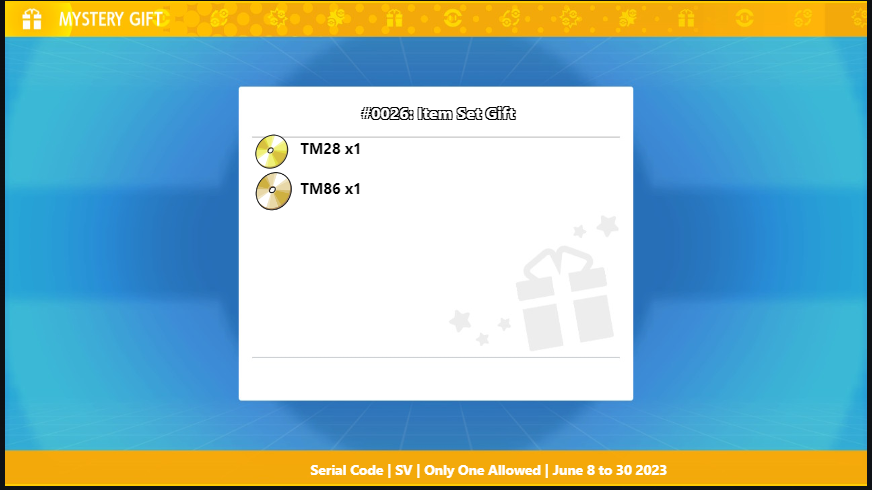 MYSTERY GIFT
#0026: Item Set Gift
TM28 x1
TM86 x1
Serial Code | SV | Only One Allowed | June 8 to 30 2023